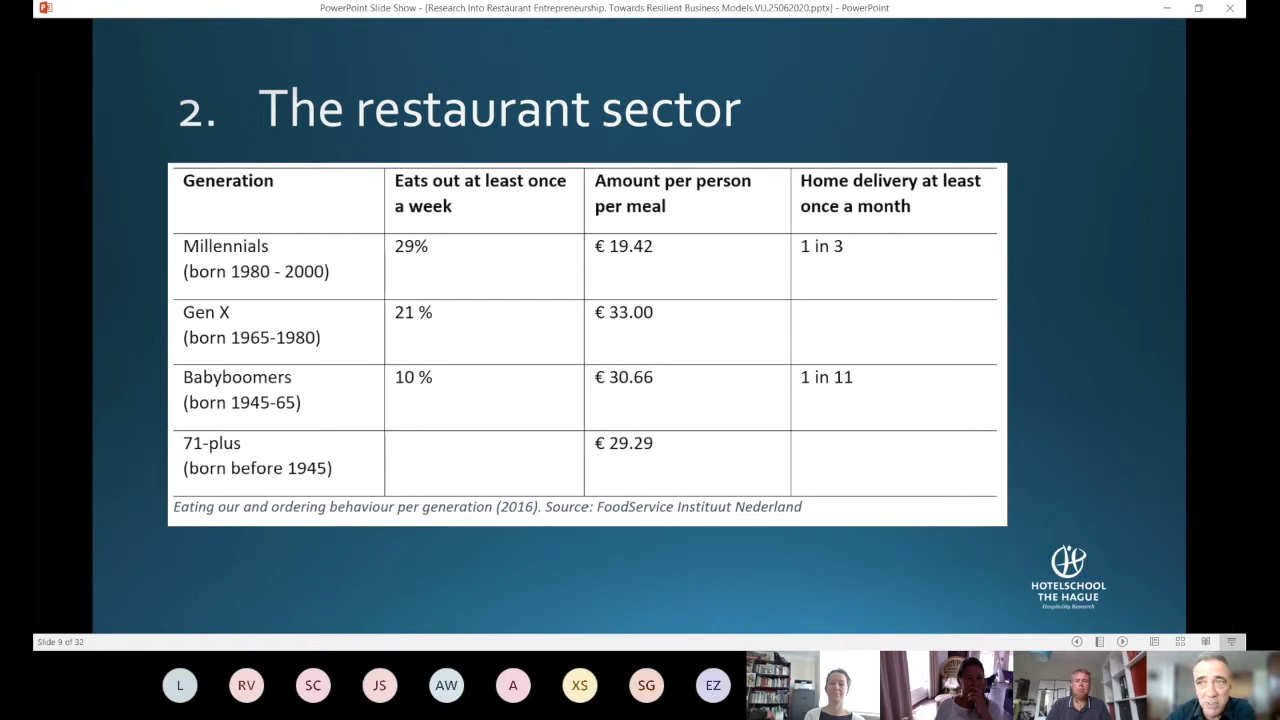 PowerPoint Slide Show - [Research Into Restaurant Entrepreneurship. Towards Resilient Business Models.VU.25062020.pptx] - PowerPoint
2. The restaurant sector
Generation
Eats out at least once
a week
Amount per person
per meal
Home delivery at least
once a month
Millennials
(born 1980 - 2000)
29%
€ 19.42
1 in 3
Gen X
(born 1965-1980)
21 %
€ 33.00
Babyboomers
(born 1945-65)
10 %
€ 30.66
1 in 11
71-plus
(born before 1945)
€ 29.29
Eating our and ordering behaviour per generation (2016). Source: FoodService Instituut Nederland
HOTELSCHOOL
THE HAGUE
Hospitality Research
Slide 9 of 32
L
RV
SC
JS
AW
A
XS
SG
EZ